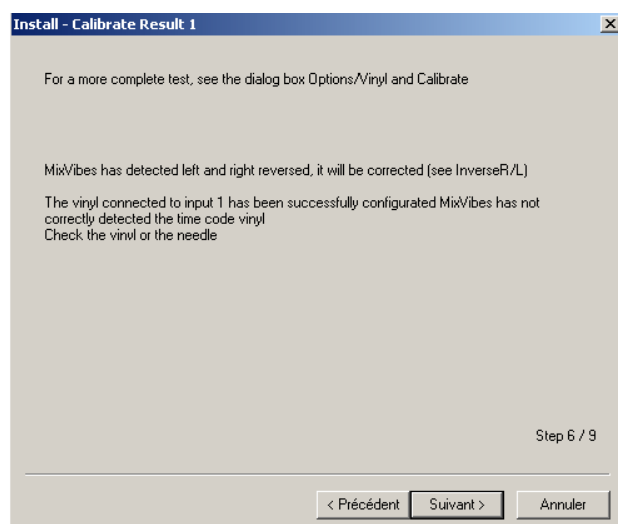 Install - Calibrate Result 1
For a more complete test, see the dialog box Options/Vinyl and Calibrate
MixVibes has detected left and right reversed, it will be corrected (see InverseR/L)
The vinyl connected to input 1 has been successfully configurated MixVibes has not
correctly detected the time code vinyl
Check the vinyl or the needle
Step 6 / 9
< Précédent
Suivant >
Annuler